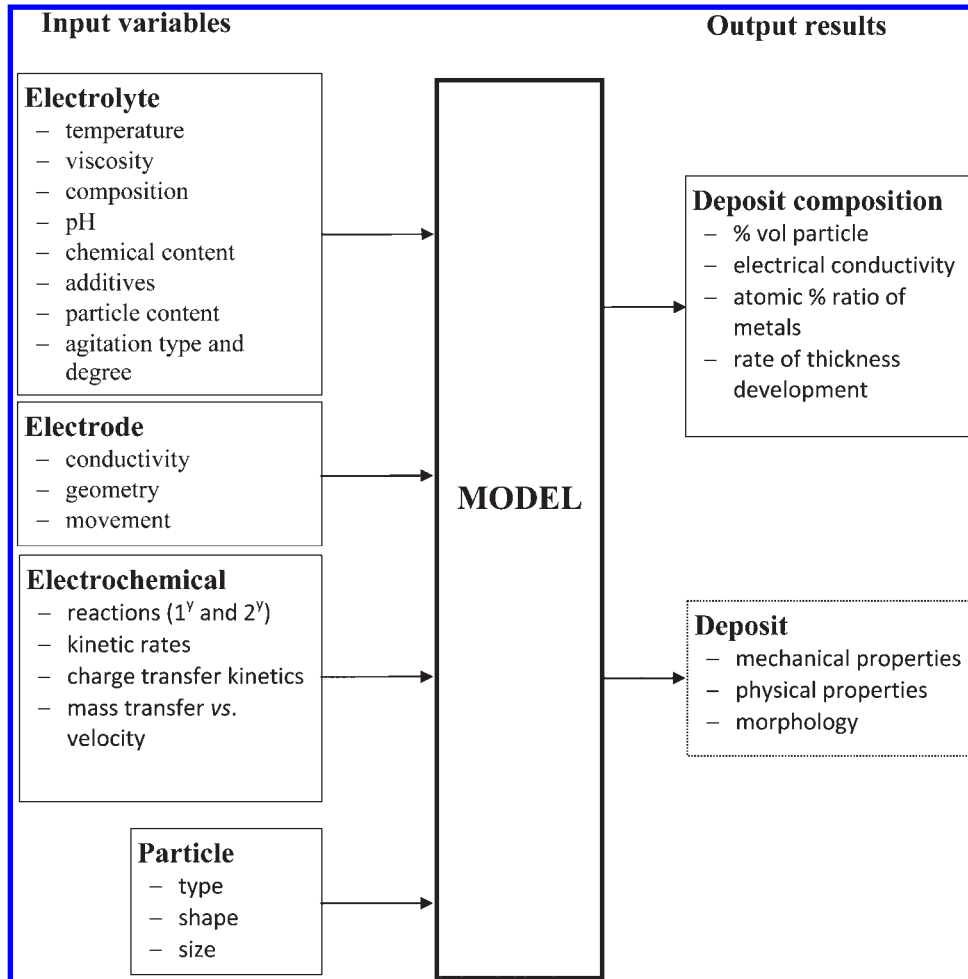 Input variables
Output results
Electrolyte
– temperature
– viscosity
– composition
– pH
– chemical content
– additives
– particle content
– agitation type and
degree
Electrode
– conductivity
– geometry
– movement
Electrochemical
– reactions (1ʸ and 2ʸ)
– kinetic rates
– charge transfer kinetics
– mass transfer vs.
velocity
Particle
– type
– shape
– size
MODEL
Deposit composition
– % vol particle
– electrical conductivity
– atomic % ratio of
metals
– rate of thickness
development
Deposit
– mechanical properties
– physical properties
– morphology